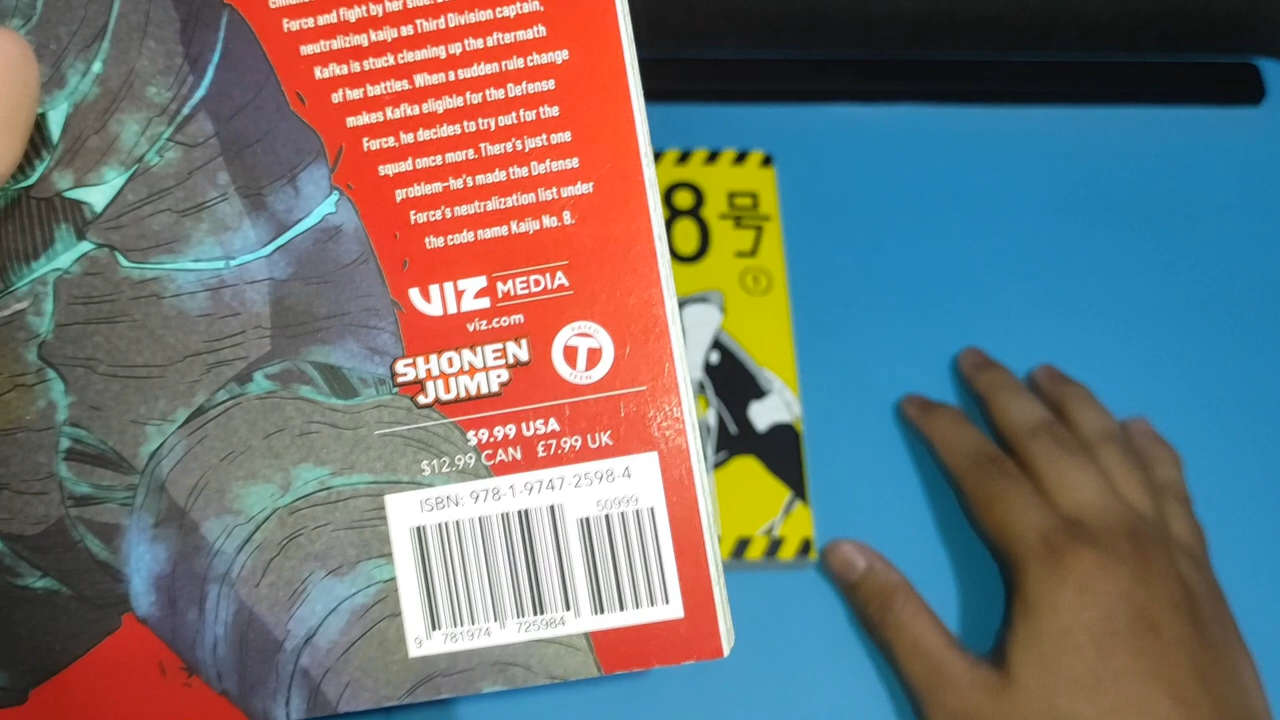 Force and fight by her side.
neutralizing kaiju as Third Division captain,
Kafka is stuck cleaning up the aftermath
of her battles. When a sudden rule change
makes Kafka eligible for the Defense
Force, he decides to try out for the
squad once more. There's just one
problem—he's made the Defense
Force's neutralization list under
the code name Kaiju No. 8.
VIZ MEDIA
viz.com
SHONEN
JUMP
RATED
T
TEEN
$9.99 USA
$12.99 CAN £7.99 UK
ISBN: 978-1-9747-2598-4
50999
9 781974 725984
8号